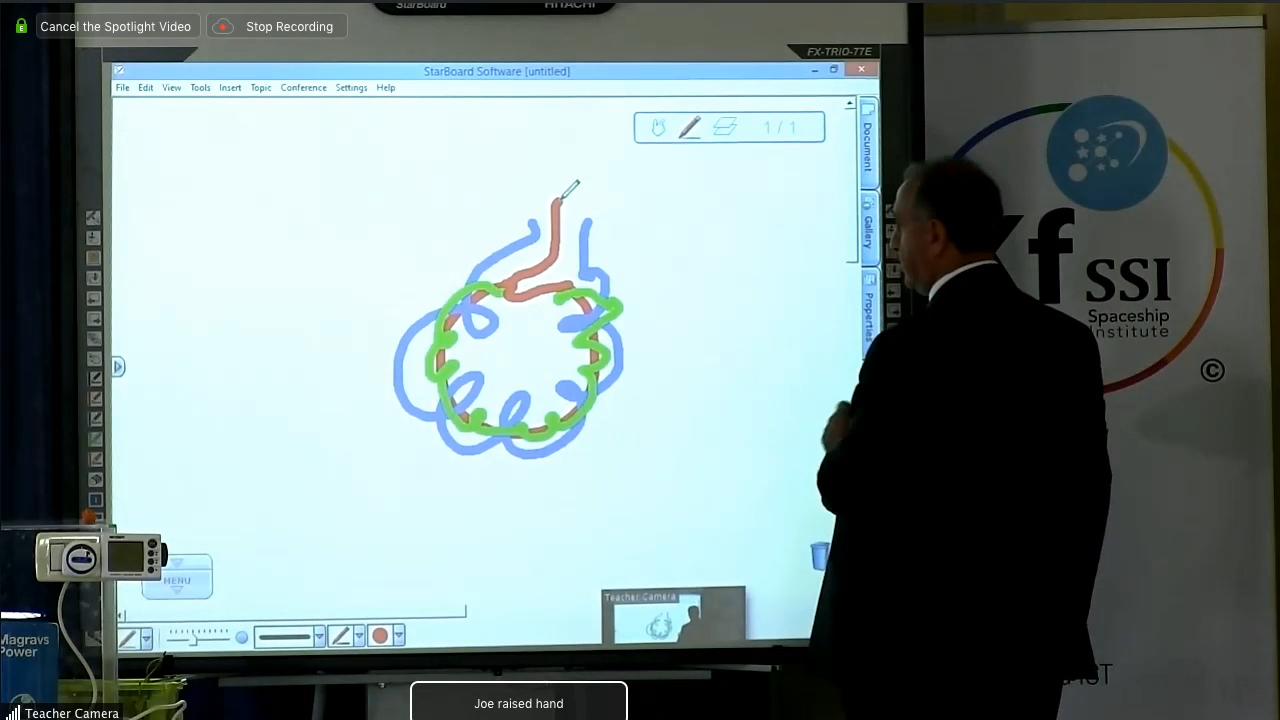 StarBoard
HITACHI
Cancel the Spotlight Video
Stop Recording
FX-TRIO-77E
StarBoard Software [untitled]
File Edit View Tools Insert Topic Conference Settings Help
1 / 1
Document
Gallery
Properties
kf SSI
Spaceship
Institute
©
MENU
Teacher Camera
Magravs
Power
Joe raised hand
Teacher Camera